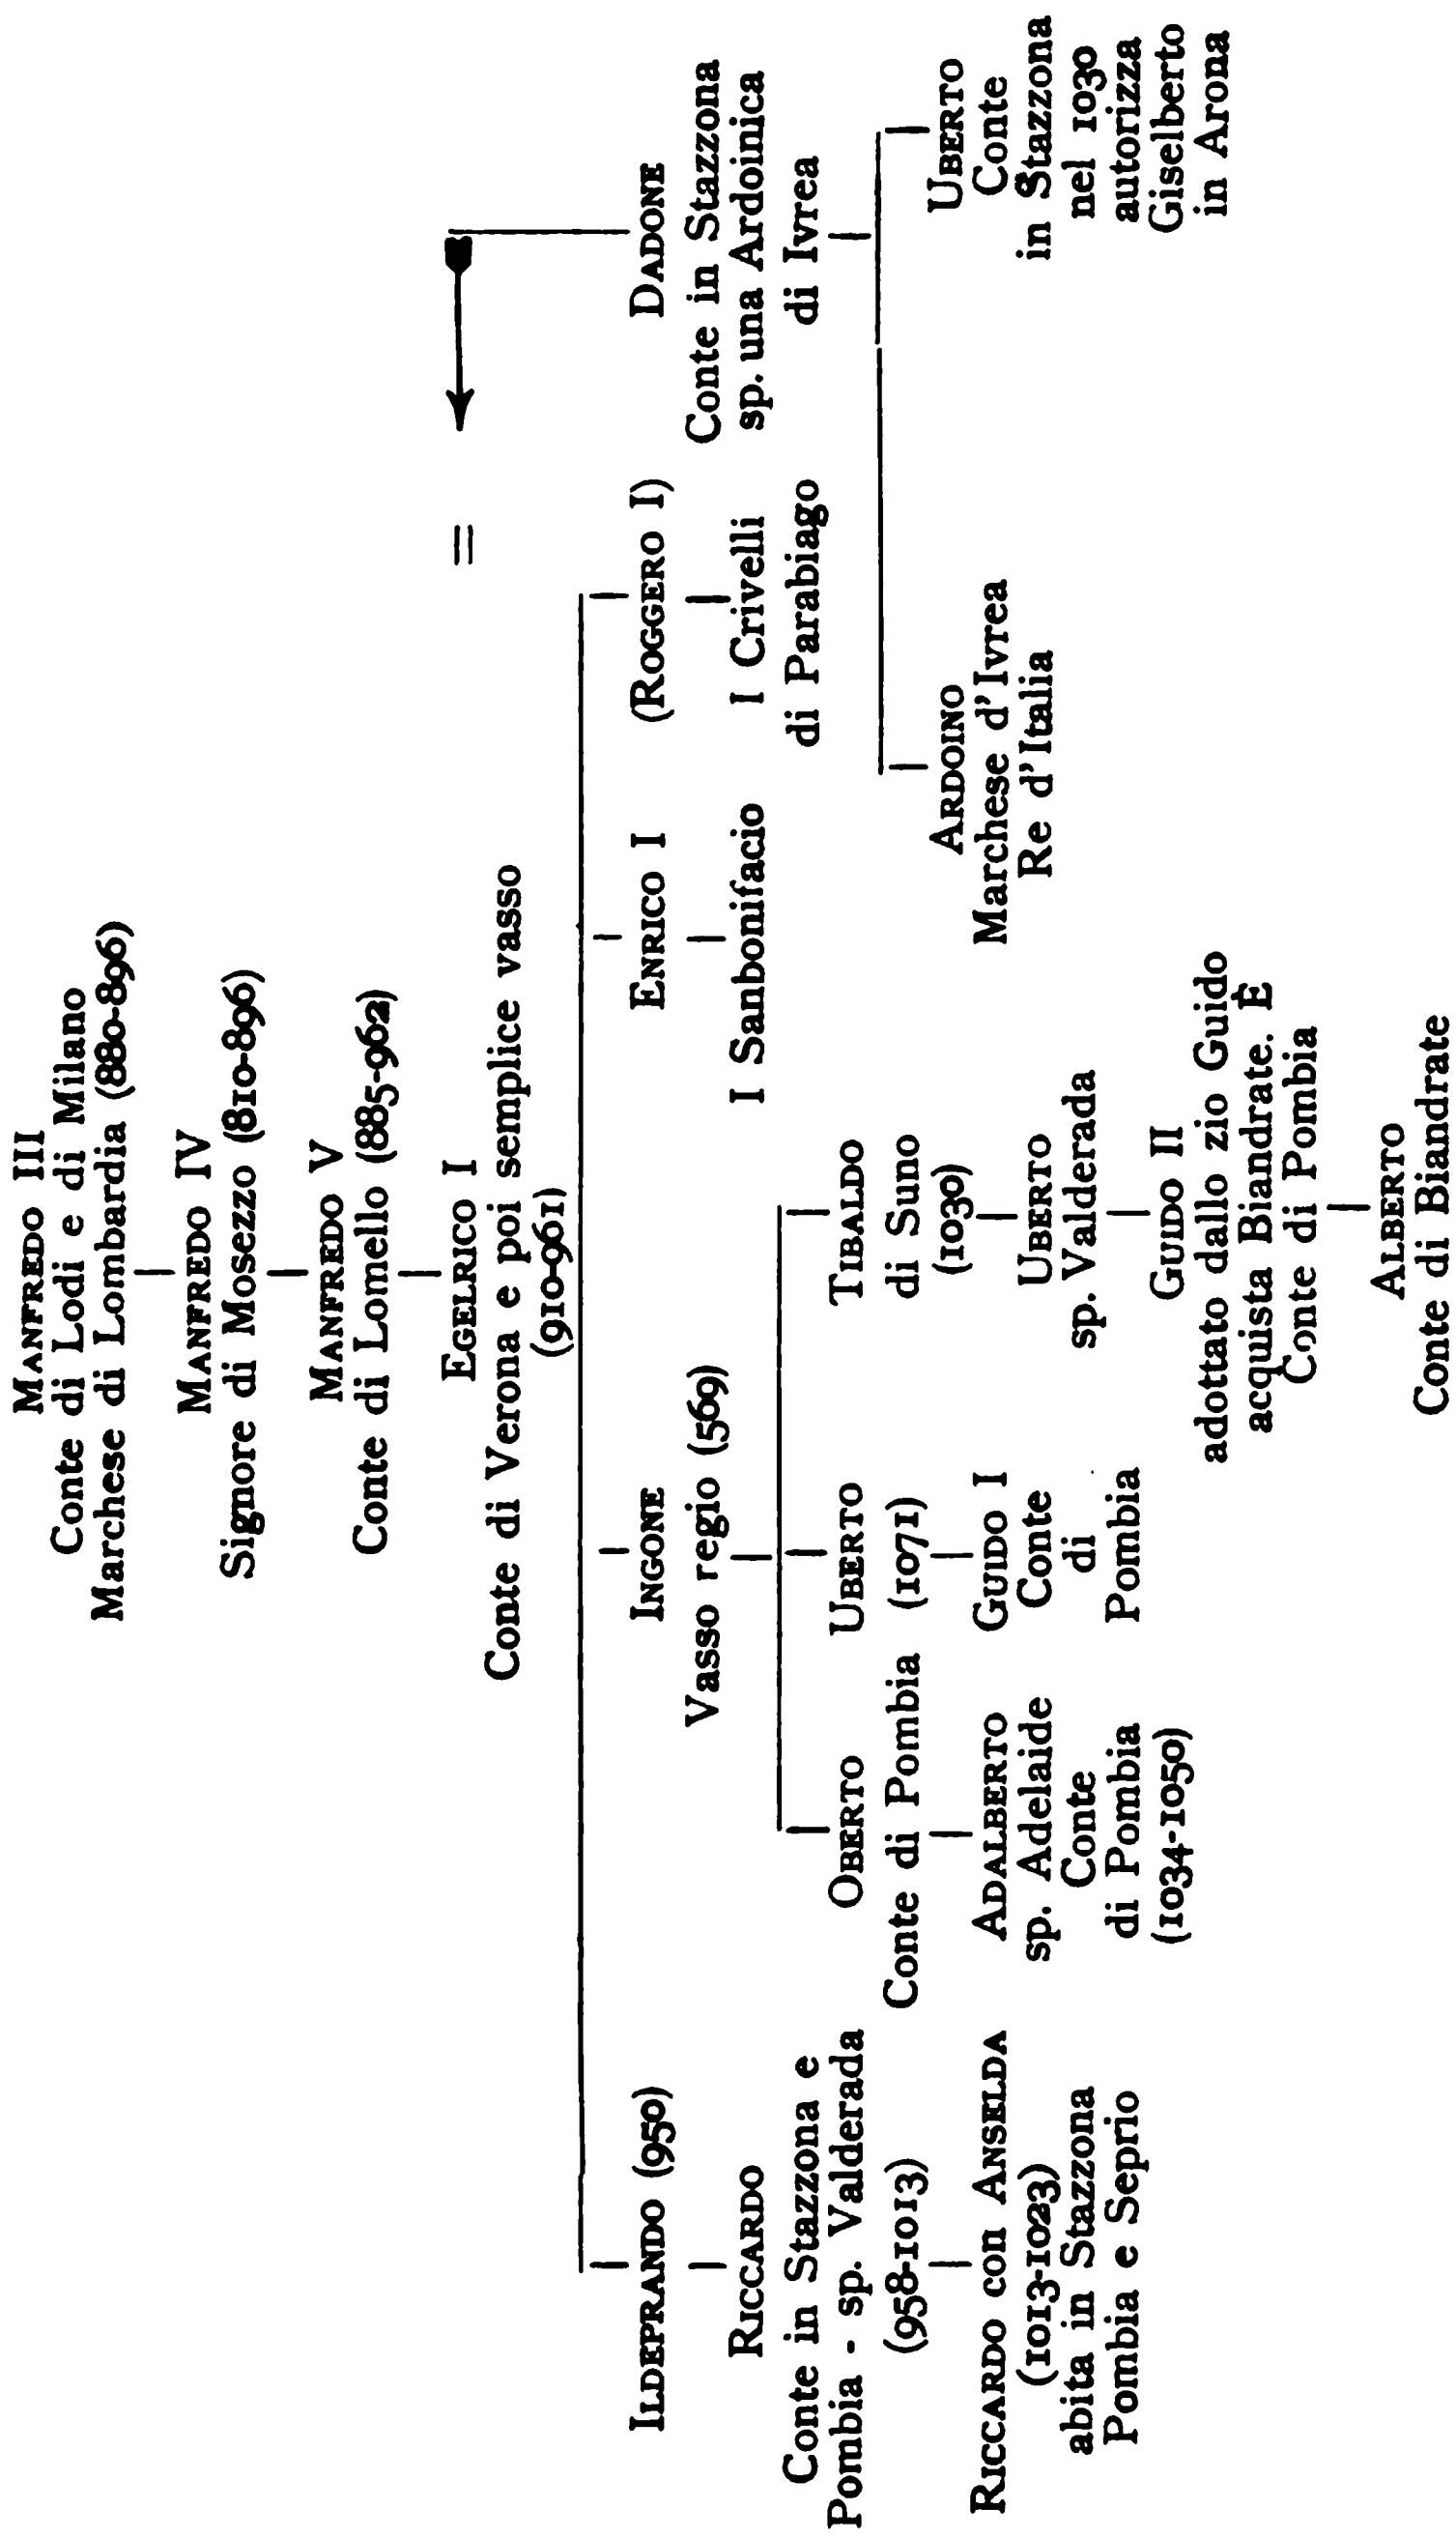 MANFREDO III
Conte di Lodi e di Milano
Marchese di Lombardia (880-896)
MANFREDO IV
Signore di Mosezzo (810-896)
MANFREDO V
Conte di Lomello (885-962)
EGELRICO I
Conte di Verona e poi semplice vasso
(910-961)
=
ILDEPRANDO (950)
RICCARDO
Conte in Stazzona e
Pombia - sp. Valderada
(958-1013)
RICCARDO CON ANSELDA
(1013-1023)
abita in Stazzona
Pombia e Seprio
INGONE
Vasso regio (569)
OBERTO
Conte di Pombia
ADALBERTO
sp. Adelaide
Conte
di Pombia
(1034-1050)
UBERTO
(1071)
GUIDO I
Conte
di
Pombia
TIBALDO
di Suno
(1030)
UBERTO
sp. Valderada
GUIDO II
adottato dallo zio Guido
acquista Biandrate. È
Conte di Pombia
ALBERTO
Conte di Biandrate
ENRICO I
I Sanbonifacio
(ROGGERO I)
I Crivelli
di Parabiago
DADONE
Conte in Stazzona
sp. una Ardoinica
di Ivrea
ARDOINO
Marchese d'Ivrea
Re d'Italia
UBERTO
Conte
in Stazzona
nel 1030
autorizza
Giselberto
in Arona